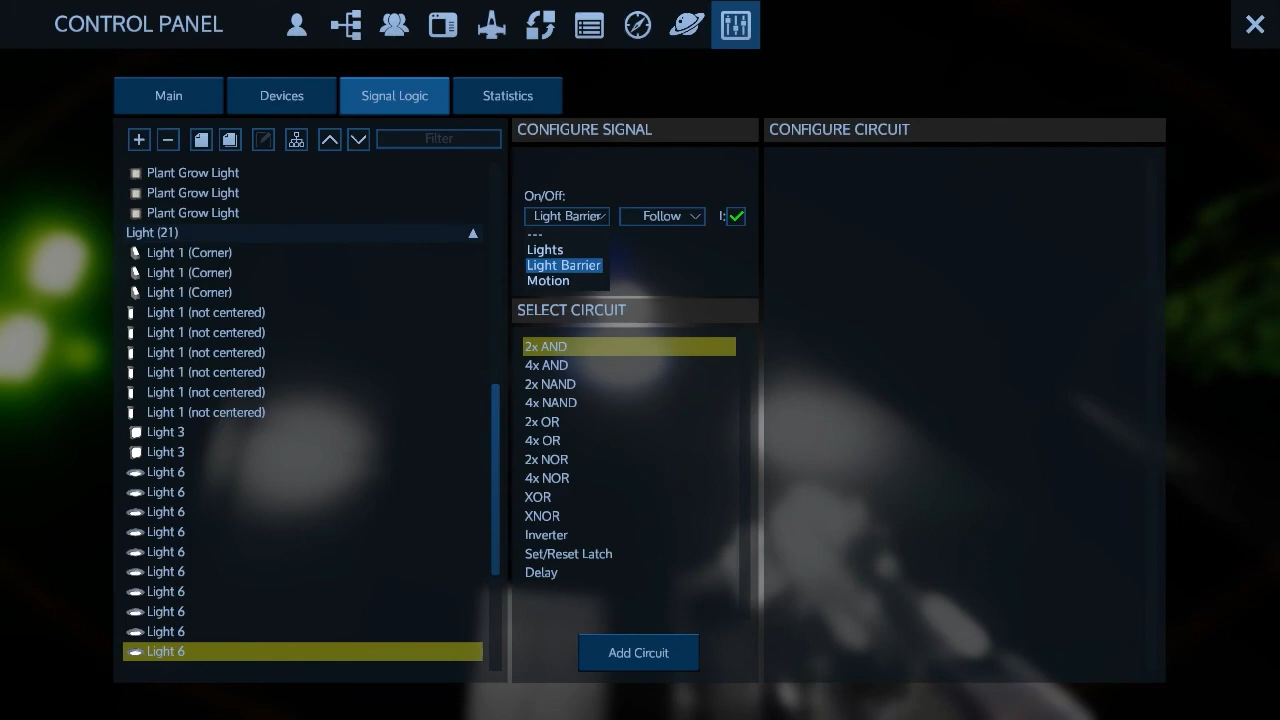 CONTROL PANEL
Main
Devices
Signal Logic
Statistics
Filter
Plant Grow Light
Plant Grow Light
Plant Grow Light
Light (21)
Light 1 (Corner)
Light 1 (Corner)
Light 1 (Corner)
Light 1 (not centered)
Light 1 (not centered)
Light 1 (not centered)
Light 1 (not centered)
Light 1 (not centered)
Light 1 (not centered)
Light 3
Light 3
Light 6
Light 6
Light 6
Light 6
Light 6
Light 6
Light 6
Light 6
Light 6
Light 6
CONFIGURE SIGNAL
On/Off:
Light Barrier
Follow
I:
---
Lights
Light Barrier
Motion
SELECT CIRCUIT
2x AND
4x AND
2x NAND
4x NAND
2x OR
4x OR
2x NOR
4x NOR
XOR
XNOR
Inverter
Set/Reset Latch
Delay
Add Circuit
CONFIGURE CIRCUIT